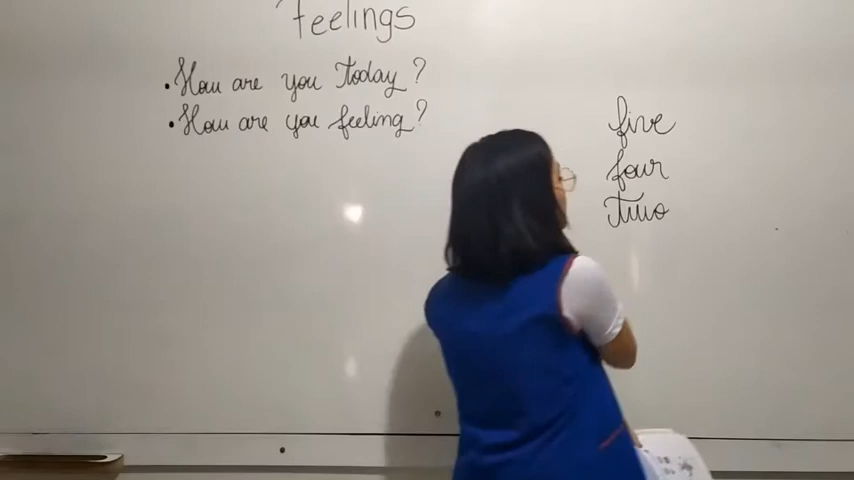 Feelings
• How are you today?
• How are you feeling?
five
four
Two